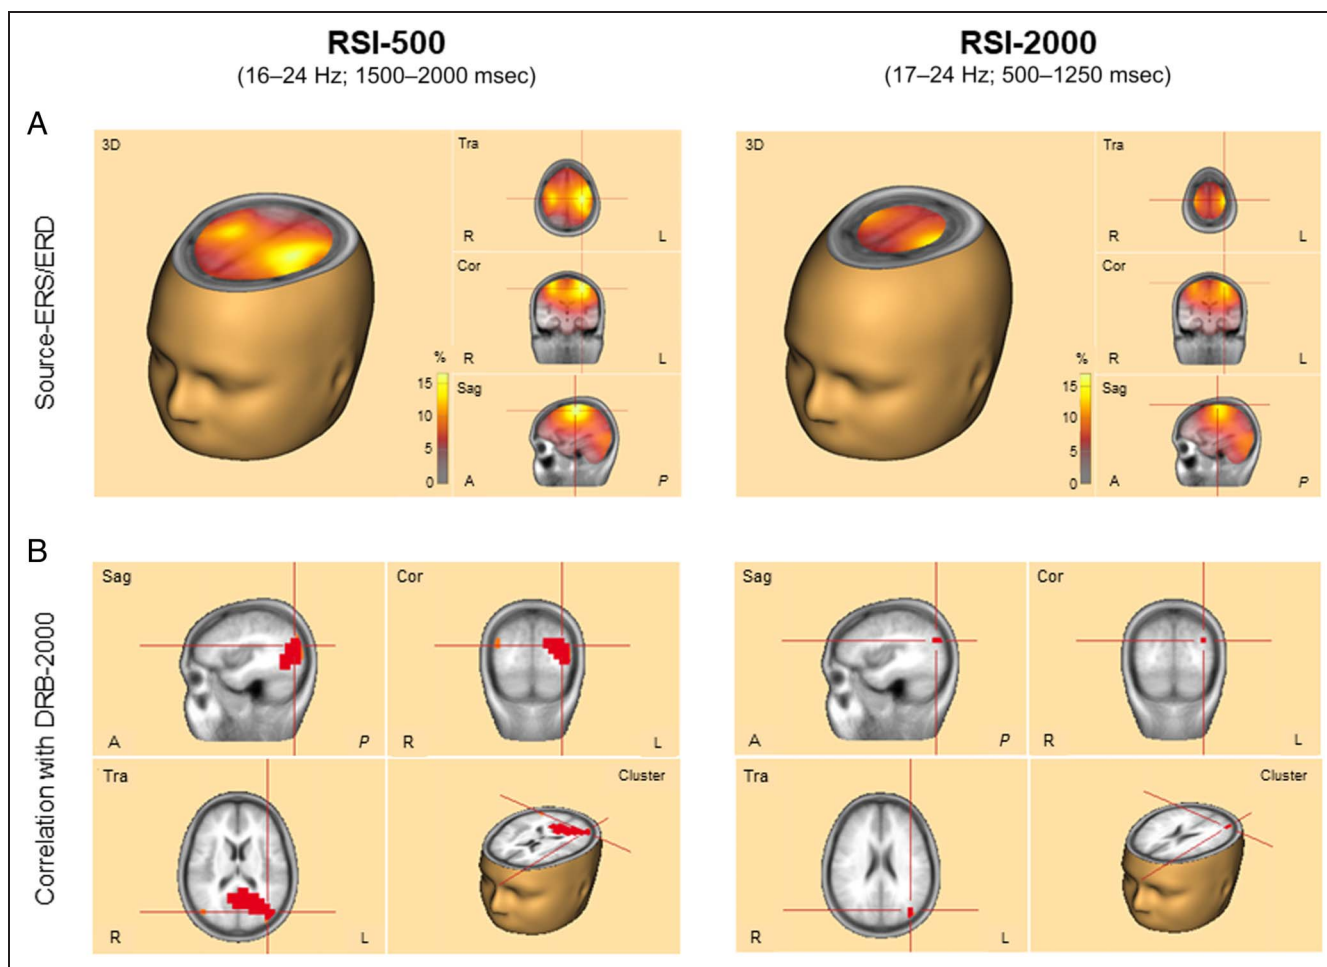 RSI-500
(16–24 Hz; 1500–2000 msec)
RSI-2000
(17–24 Hz; 500–1250 msec)
A
Source-ERS/ERD
3D
%
15
10
5
0
Tra
R
L
Cor
R
L
Sag
A
P
3D
%
15
10
5
0
Tra
R
L
Cor
R
L
Sag
A
P
B
Correlation with DRB-2000
Sag
A
P
Cor
R
L
Tra
R
L
Cluster
Sag
A
P
Cor
R
L
Tra
R
L
Cluster